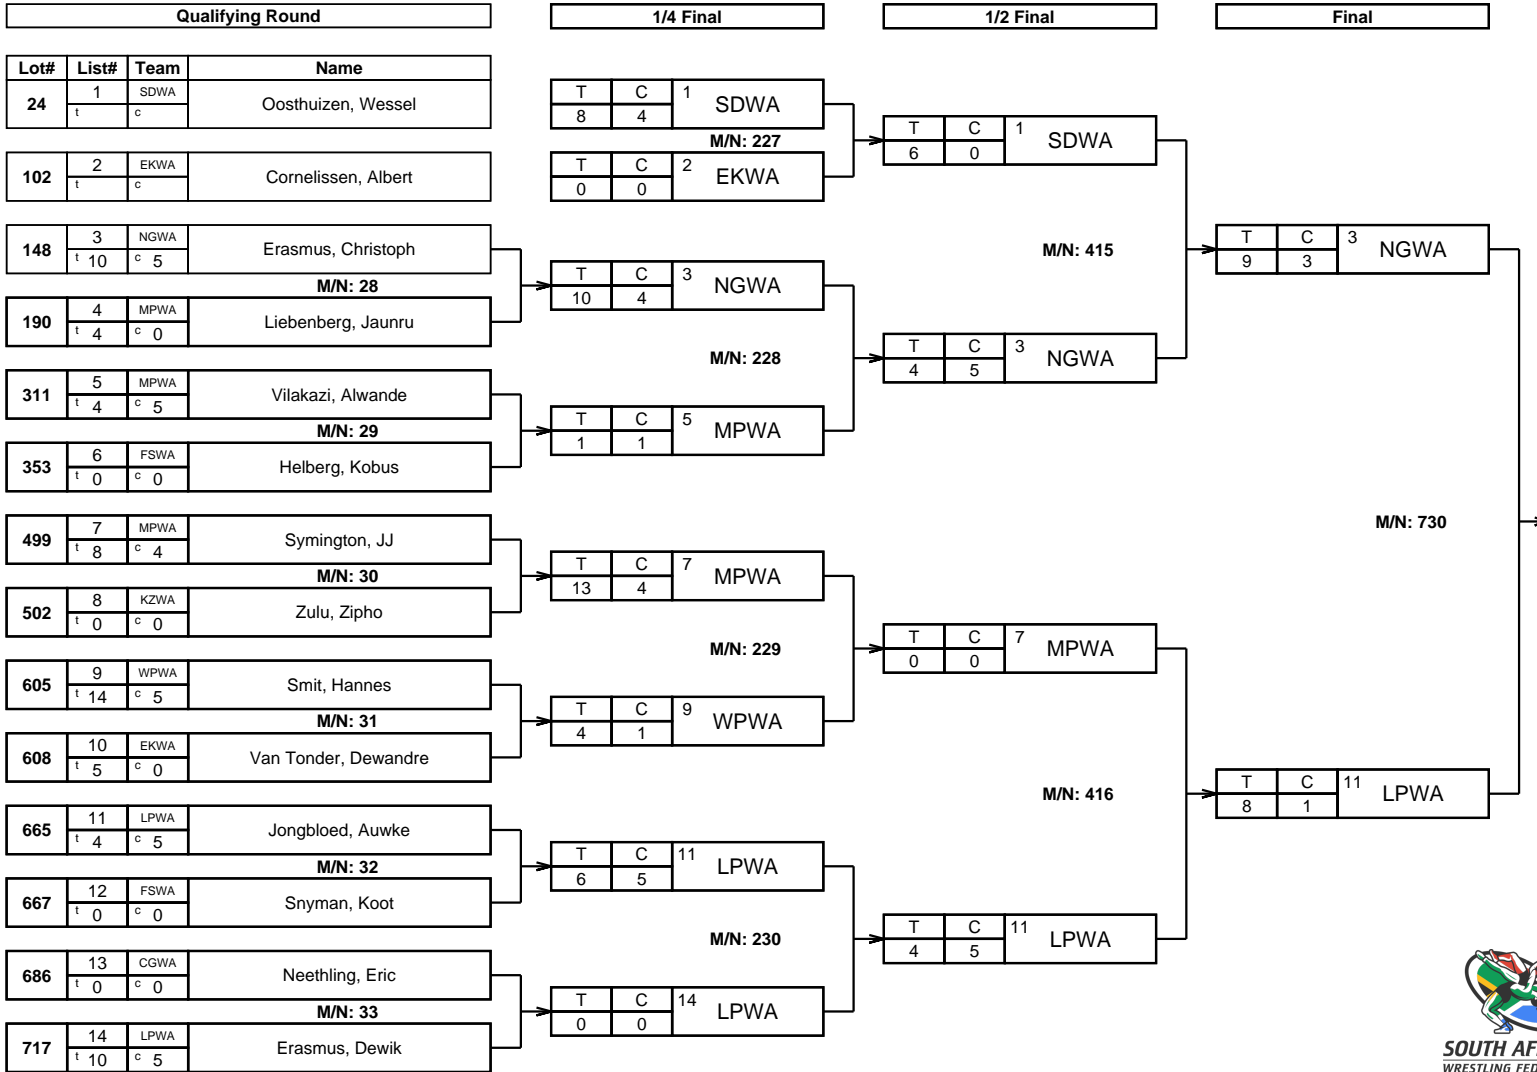 Qualifying Round 1/4 Final 1/2 Final Final
Lot# List# Team Name
24 1 SDWA Oosthuizen, Wessel
t c
T C 1 SDWA
8 4
M/N: 227
T C 1 SDWA
6 0
102 2 EKWA Cornelissen, Albert
t c
T C 2 EKWA
0 0
148 3 NGWA Erasmus, Christoph
t 10 c 5
M/N: 415
T C 3 NGWA
9 3
M/N: 28
T C 3 NGWA
10 4
190 4 MPWA Liebenberg, Jaunru
t 4 c 0
M/N: 228
T C 3 NGWA
4 5
311 5 MPWA Vilakazi, Alwande
t 4 c 5
M/N: 29
T C 5 MPWA
1 1
353 6 FSWA Helberg, Kobus
t 0 c 0
M/N: 730
499 7 MPWA Symington, JJ
t 8 c 4
M/N: 30
T C 7 MPWA
13 4
502 8 KZWA Zulu, Zipho
t 0 c 0
M/N: 229
T C 7 MPWA
0 0
605 9 WPWA Smit, Hannes
t 14 c 5
M/N: 31
T C 9 WPWA
4 1
608 10 EKWA Van Tonder, Dewandre
t 5 c 0
M/N: 416
T C 11 LPWA
8 1
665 11 LPWA Jongbloed, Auwke
t 4 c 5
M/N: 32
T C 11 LPWA
6 5
667 12 FSWA Snyman, Koot
t 0 c 0
M/N: 230
T C 11 LPWA
4 5
686 13 CGWA Neethling, Eric
t 0 c 0
M/N: 33
T C 14 LPWA
0 0
717 14 LPWA Erasmus, Dewik
t 10 c 5
SOUTH
WRESTLING